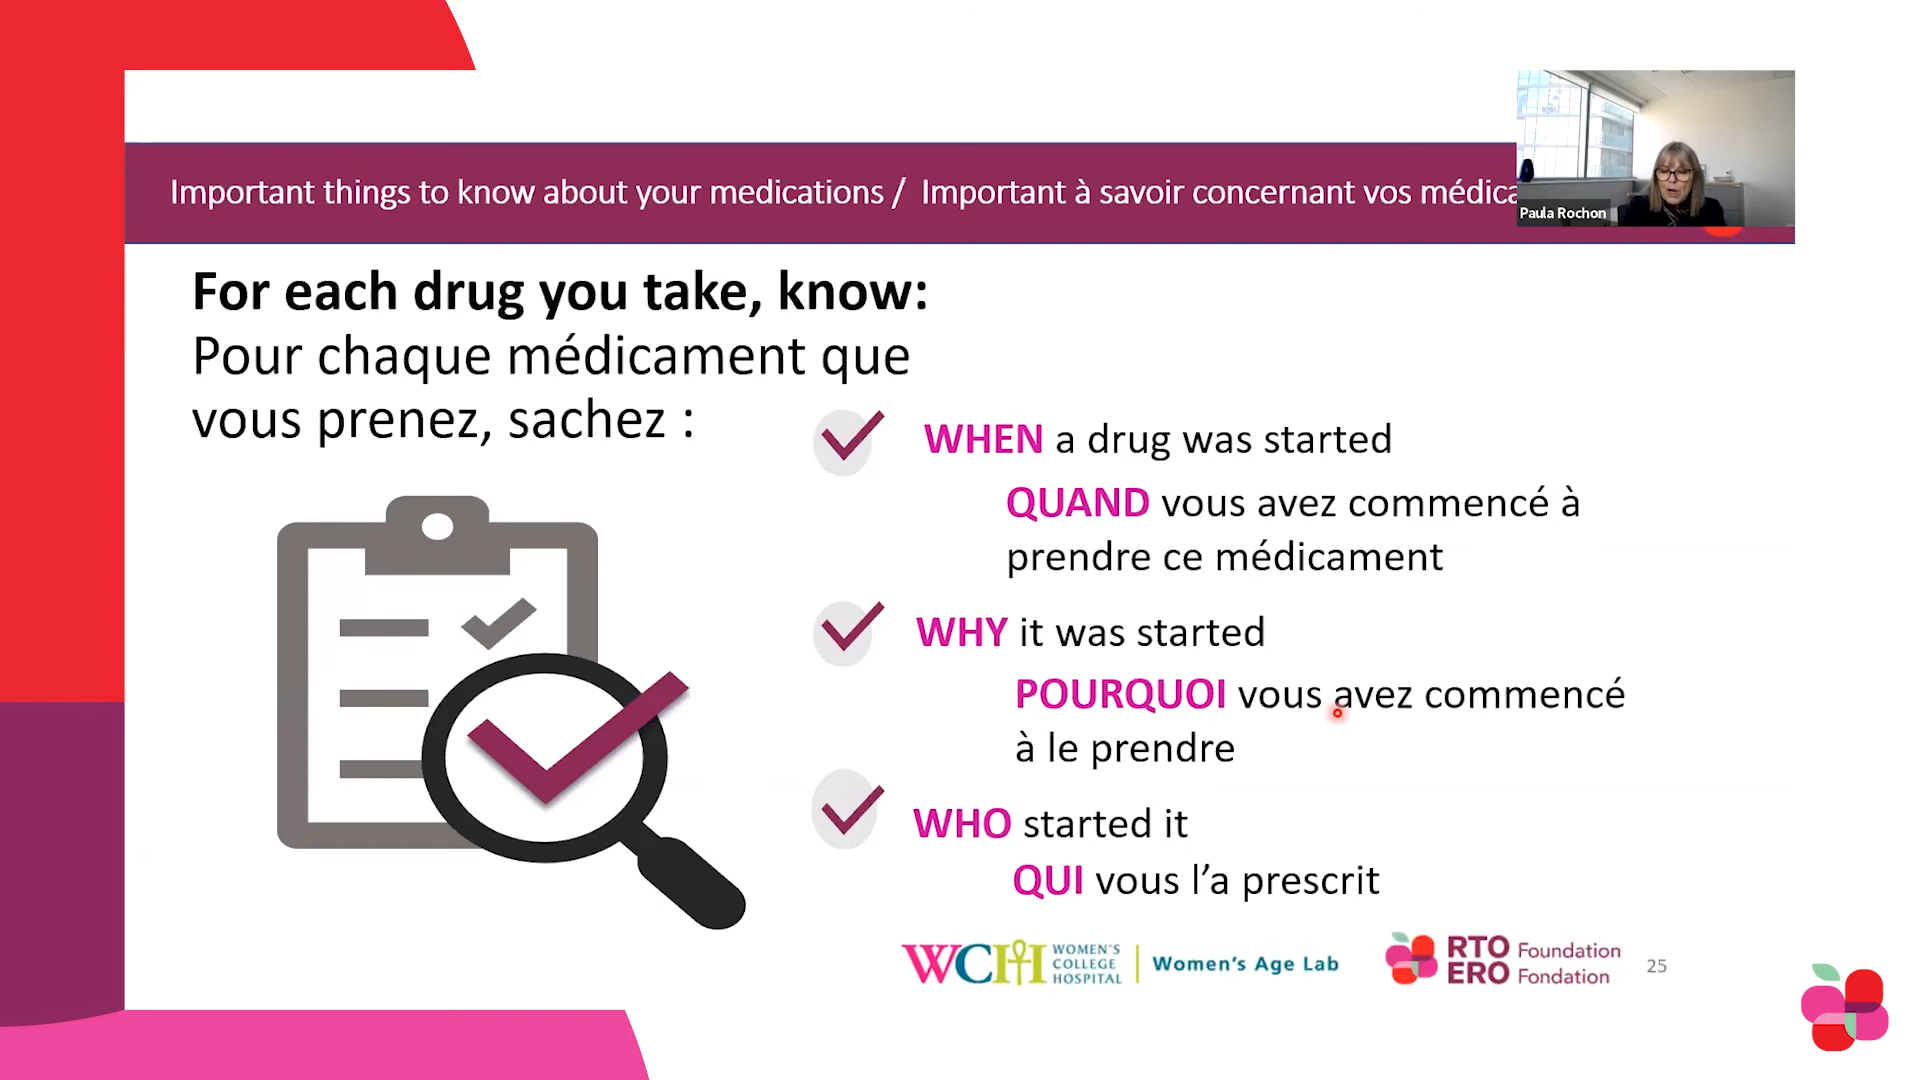 Important things to know about your medications / Important à savoir concernant vos médica
Paula Rochon
For each drug you take, know:
Pour chaque médicament que
vous prenez, sachez :
WHEN a drug was started
QUAND vous avez commencé à
prendre ce médicament
WHY it was started
POURQUOI vous avez commencé
à le prendre
WHO started it
QUI vous l’a prescrit
WCH WOMEN'S
COLLEGE
HOSPITAL
Women's Age Lab
RTO Foundation
ERO Fondation
25